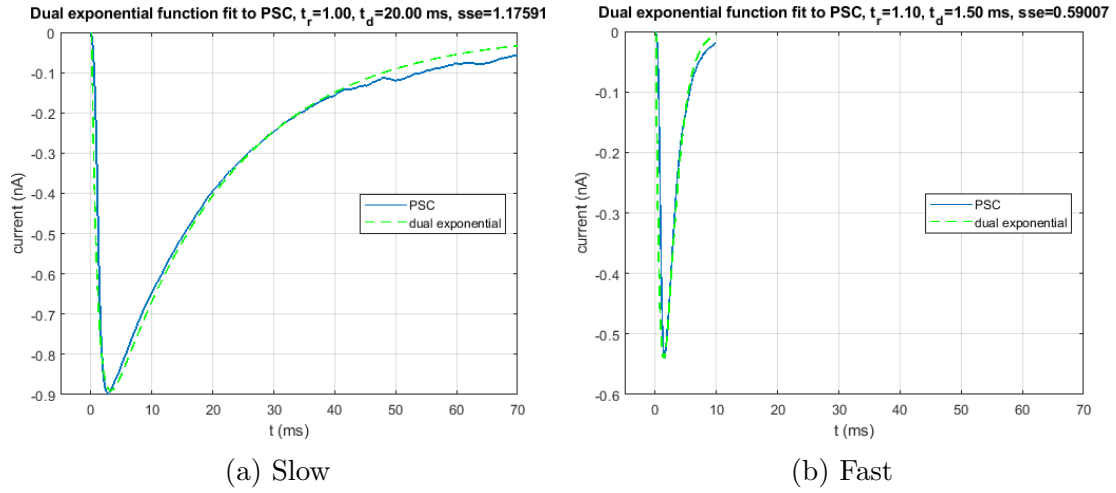 Dual exponential function fit to PSC, t_r=1.00, t_d=20.00 ms, sse=1.17591
0
-0.1
-0.2
-0.3
-0.4
-0.5
-0.6
-0.7
-0.8
-0.9
current (nA)
PSC
dual exponential
0 10 20 30 40 50 60 70
t (ms)
(a) Slow
Dual exponential function fit to PSC, t_r=1.10, t_d=1.50 ms, sse=0.59007
0
-0.1
-0.2
-0.3
-0.4
-0.5
-0.6
current (nA)
PSC
dual exponential
0 10 20 30 40 50 60 70
t (ms)
(b) Fast